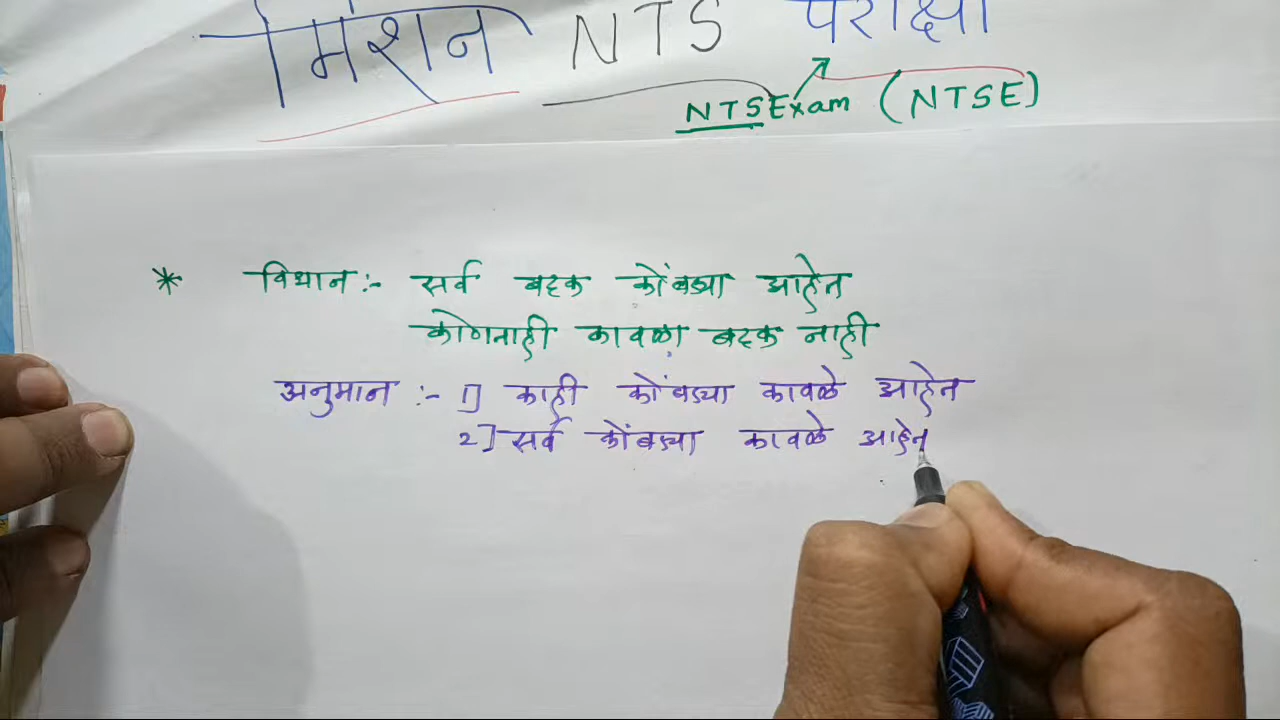 मिशन NTS परीक्षा
NTSExam (NTSE)
* विधान :- सर्व बदक कोंबड्या आहेत
कोणताही कावळा बदक नाही
अनुमान :- 1] काही कोंबड्या कावळे आहेत
2] सर्व कोंबड्या कावळे आहेत